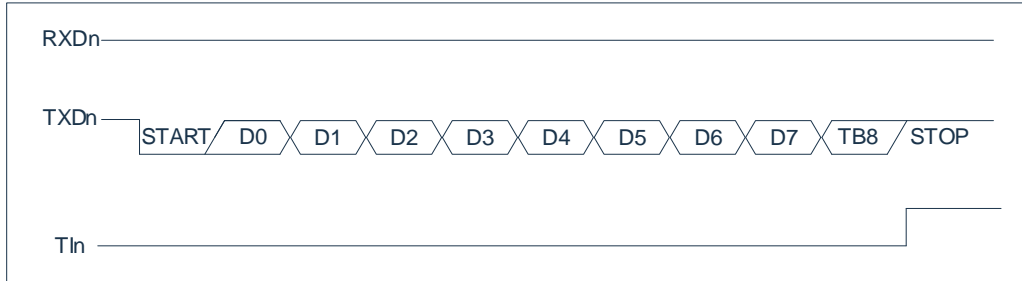 RXDn
TXDn
START D0 D1 D2 D3 D4 D5 D6 D7 TB8 STOP
TIn